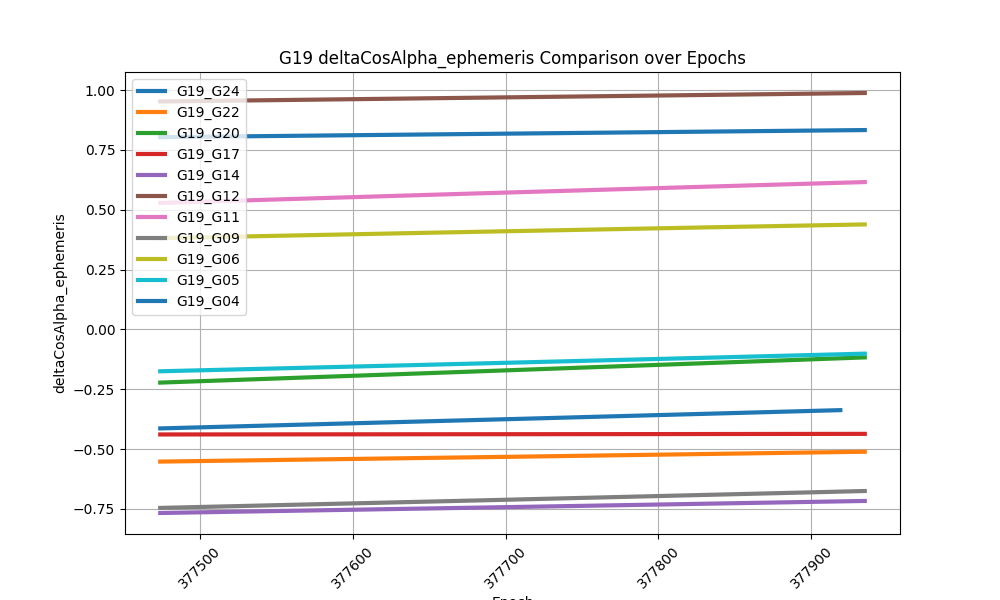 G19 deltaCosAlpha_ephemeris Comparison over Epochs
deltaCosAlpha_ephemeris
1.00
0.75
0.50
0.25
0.00
−0.25
−0.50
−0.75
G19_G24
G19_G22
G19_G20
G19_G17
G19_G14
G19_G12
G19_G11
G19_G09
G19_G06
G19_G05
G19_G04
377500
377600
377700
377800
377900
Epoch